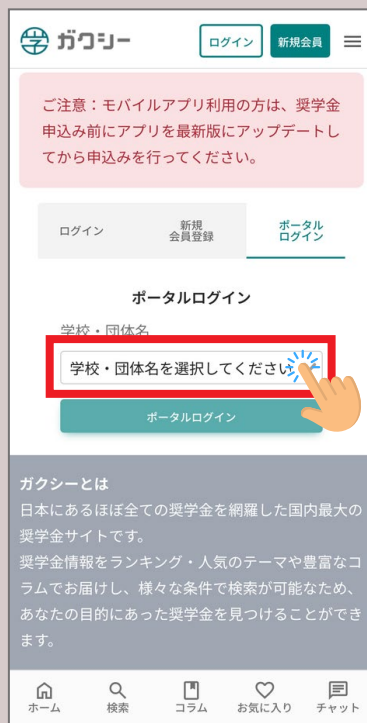 ガクシー
ログイン
新規会員
ご注意：モバイルアプリ利用の方は、奨学金
申込み前にアプリを最新版にアップデートし
てから申込みを行ってください。
ログイン
新規
会員登録
ポータル
ログイン
ポータルログイン
学校・団体名
学校・団体名を選択してください
ポータルログイン
ガクシーとは
日本にあるほぼ全ての奨学金を網羅した国内最大の
奨学金サイトです。
奨学金情報をランキング・人気のテーマや豊富なコ
ラムでお届けし、様々な条件で検索が可能なため、
あなたの目的にあった奨学金を見つけることができ
ます。
ホーム
検索
コラム
お気に入り
チャット